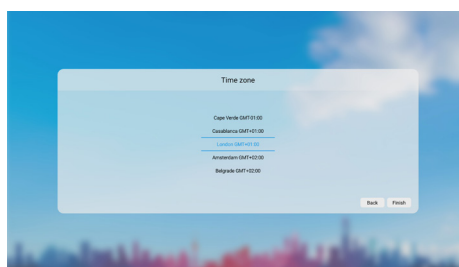 Time zone
Cape Verde GMT-01:00
Casablanca GMT+01:00
London GMT+01:00
Amsterdam GMT+02:00
Belgrade GMT+02:00
Back Finish